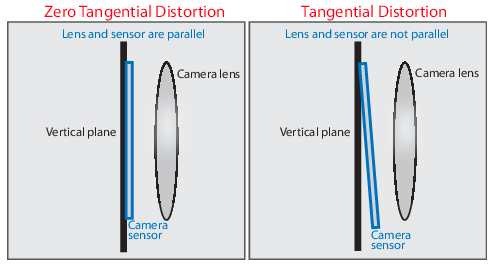 Zero Tangential Distortion
Lens and sensor are parallel
Camera lens
Vertical plane
Camera
sensor
Tangential Distortion
Lens and sensor are not parallel
Camera lens
Vertical plane
Camera
sensor